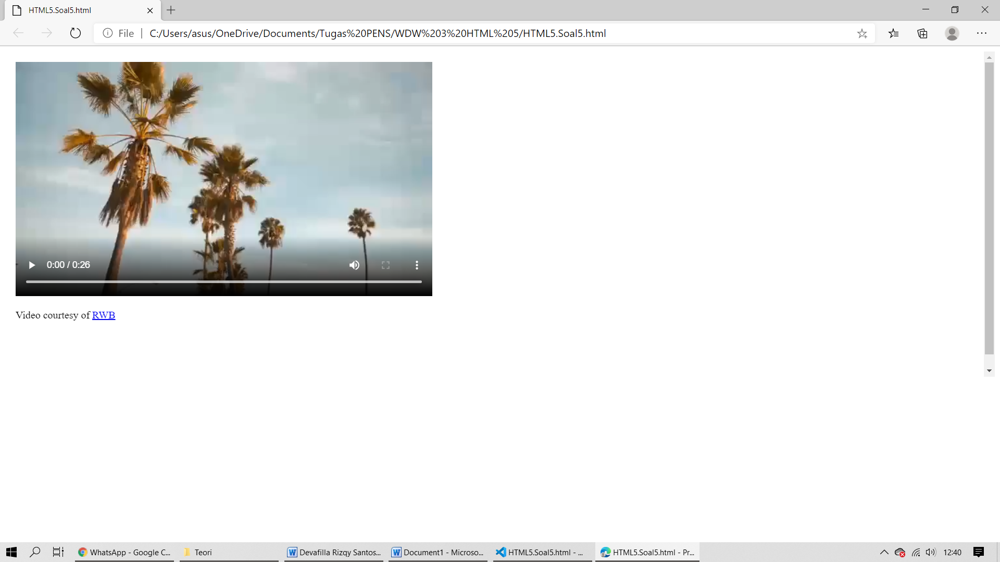 HTML5.Soal5.html
File | C:/Users/asus/OneDrive/Documents/Tugas%20PENS/WDW%203%20HTML%205/HTML5.Soal5.html
0:00 / 0:26
Video courtesy of RWB
WhatsApp - Google C...
Teori
Devafilla Rizqy Santos...
Document1 - Microso...
HTML5.Soal5.html - ...
HTML5.Soal5.html - Pr...
12:40